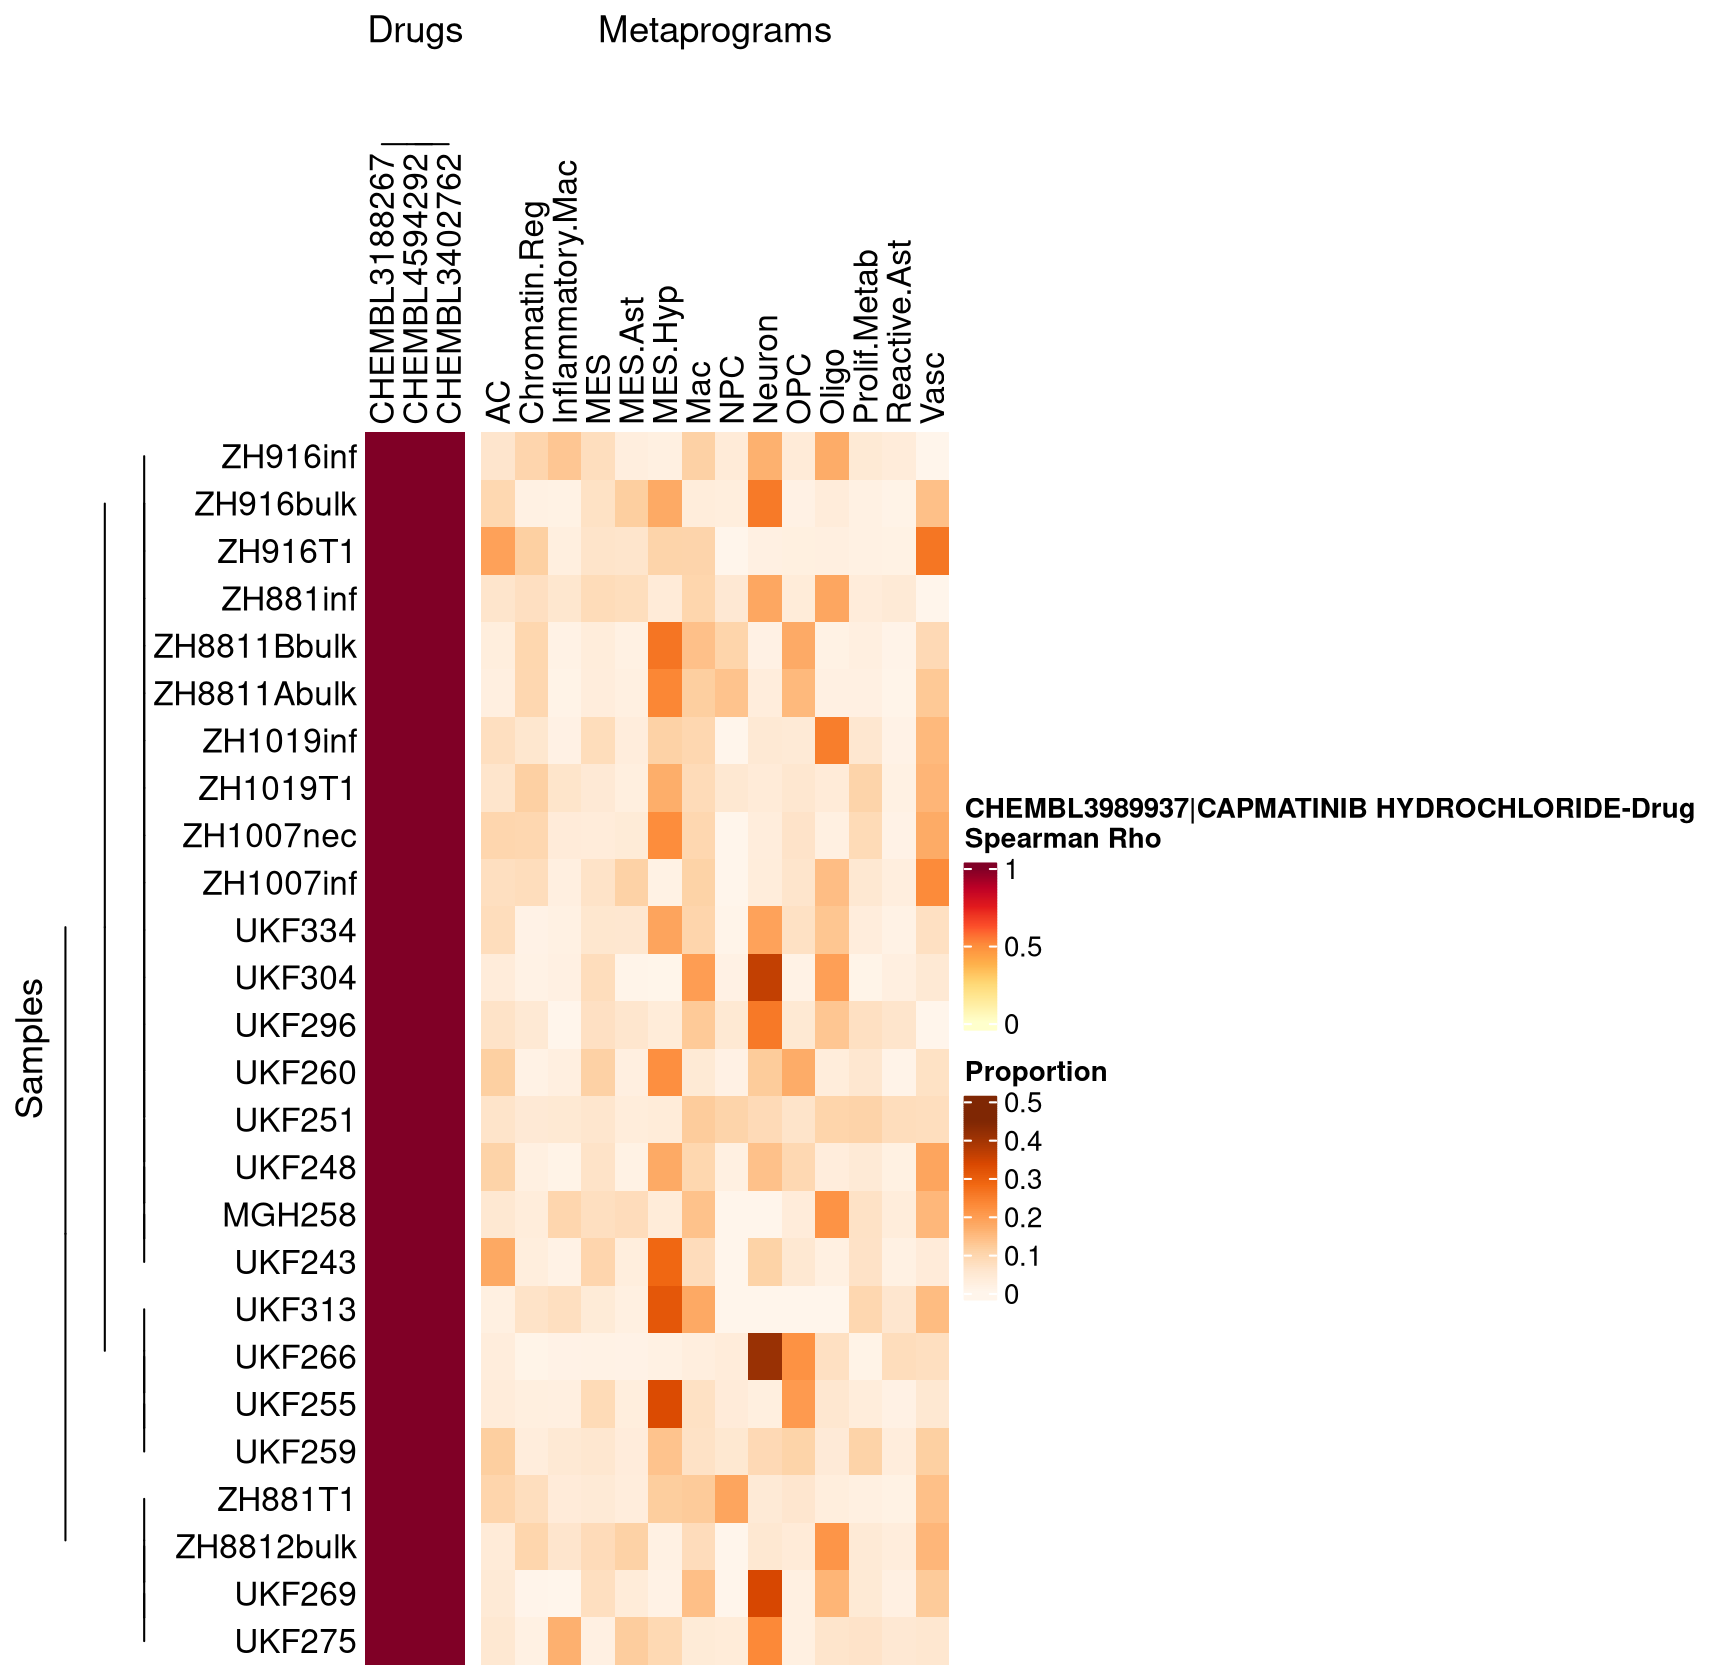 Drugs
Metaprograms
CHEMBL3188267
CHEMBL4594292
CHEMBL3402762
AC
Chromatin.Reg
Inflammatory.Mac
MES
MES.Ast
MES.Hyp
Mac
NPC
Neuron
OPC
Oligo
Prolif.Metab
Reactive.Ast
Vasc
Samples
ZH916inf
ZH916bulk
ZH916T1
ZH881inf
ZH8811Bbulk
ZH8811Abulk
ZH1019inf
ZH1019T1
ZH1007nec
ZH1007inf
UKF334
UKF304
UKF296
UKF260
UKF251
UKF248
MGH258
UKF243
UKF313
UKF266
UKF255
UKF259
ZH881T1
ZH8812bulk
UKF269
UKF275
CHEMBL3989937|CAPMATINIB HYDROCHLORIDE-Drug
Spearman Rho
1
0.5
0
Proportion
0.5
0.4
0.3
0.2
0.1
0